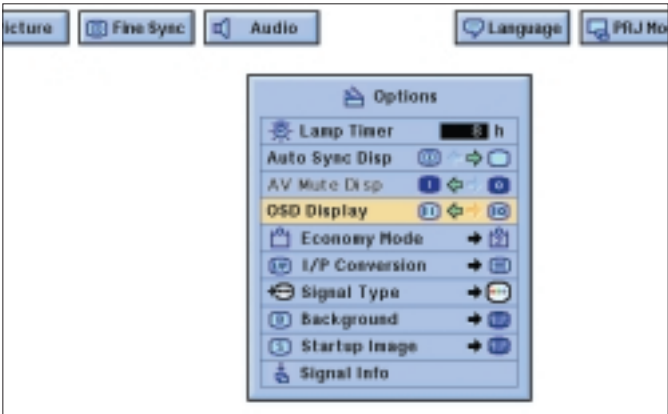 icture Fine Sync Audio Language PRJ Mo
Options
Lamp Timer 8 h
Auto Sync Disp
AV Mute Disp
OSD Display
Economy Mode
I/P Conversion
Signal Type
Background
Startup Image
Signal Info